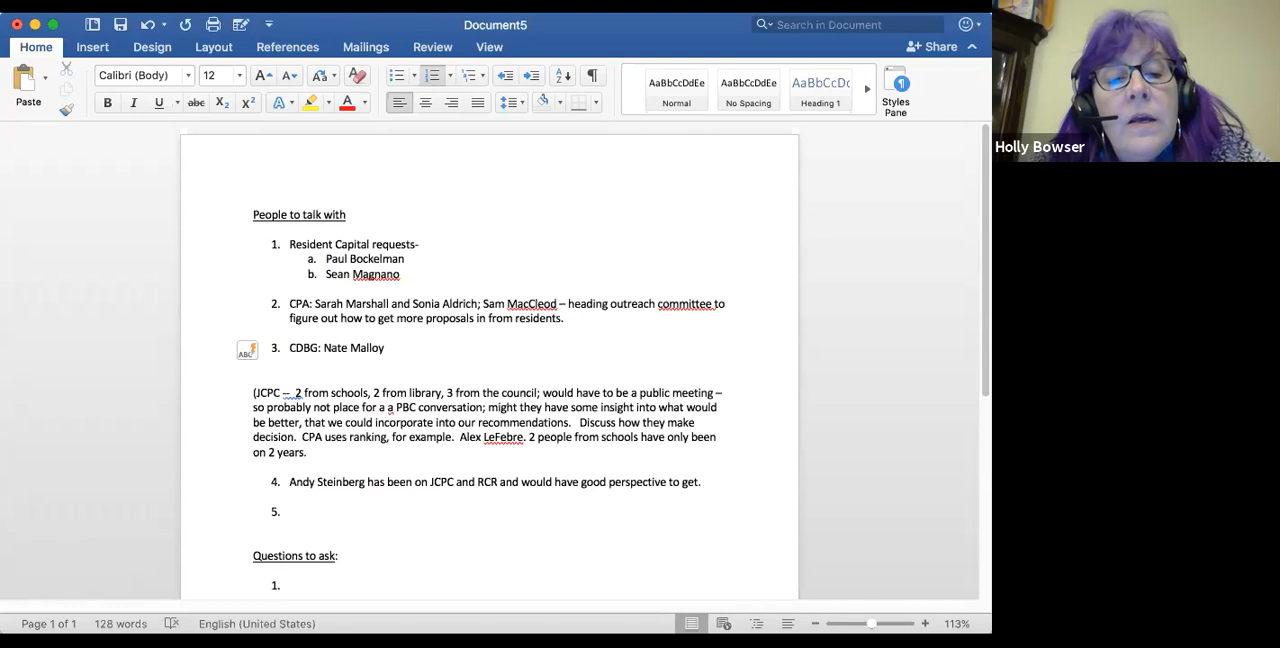 Document5
Search in Document
Home Insert Design Layout References Mailings Review View
Share
Paste
Calibri (Body) 12
AaBbCcDdEe AaBbCcDdEe AaBbCcDc
Normal No Spacing Heading 1
Styles Pane
Holly Bowser
People to talk with
1. Resident Capital requests-
a. Paul Bockelman
b. Sean Magnano
2. CPA: Sarah Marshall and Sonia Aldrich; Sam MacCleod – heading outreach committee to
figure out how to get more proposals in from residents.
3. CDBG: Nate Malloy
(JCPC – 2 from schools, 2 from library, 3 from the council; would have to be a public meeting –
so probably not place for a a PBC conversation; might they have some insight into what would
be better, that we could incorporate into our recommendations. Discuss how they make
decision. CPA uses ranking, for example. Alex LeFebre. 2 people from schools have only been
on 2 years.
4. Andy Steinberg has been on JCPC and RCR and would have good perspective to get.
5.
Questions to ask:
1.
Page 1 of 1 128 words English (United States) 113%